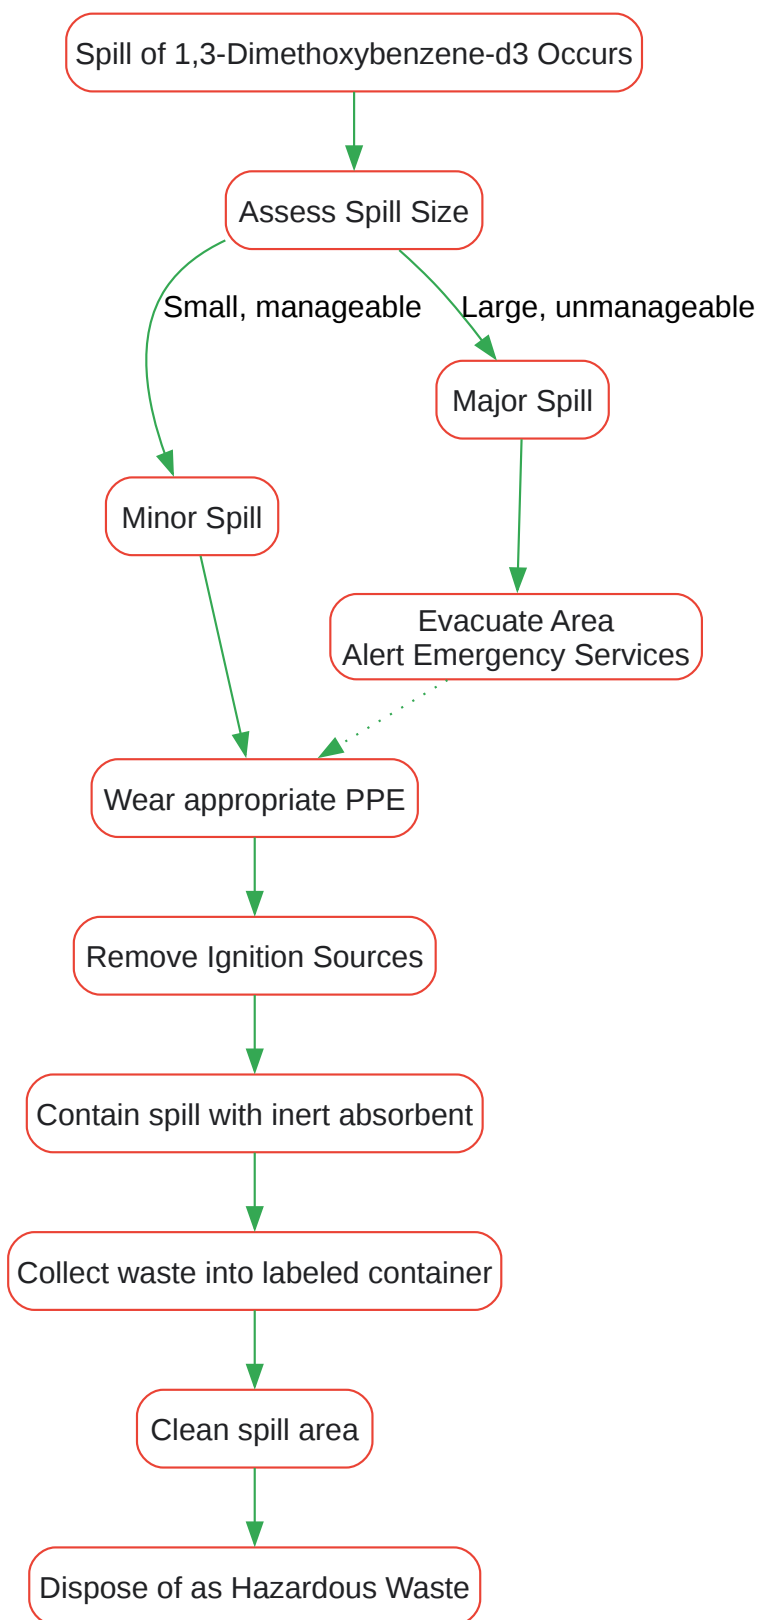 Spill of 1,3-Dimethoxybenzene-d3 Occurs
Assess Spill Size
Small, manageable
Large, unmanageable
Major Spill
Minor Spill
Evacuate Area
Alert Emergency Services
Wear appropriate PPE
Remove Ignition Sources
Contain spill with inert absorbent
Collect waste into labeled container
Clean spill area
Dispose of as Hazardous Waste